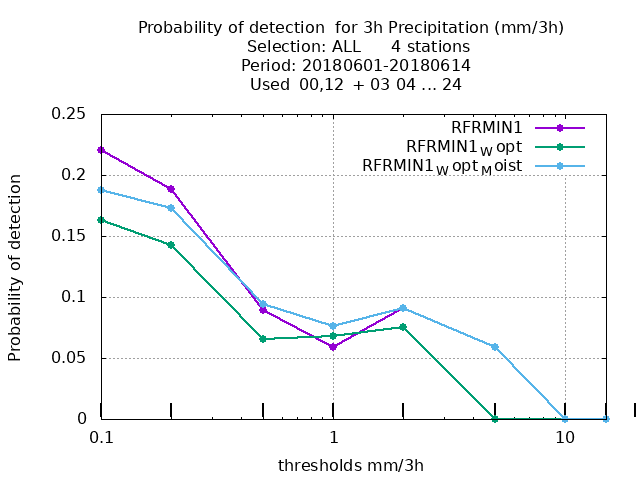 Probability of detection for 3h Precipitation (mm/3h)
Selection: ALL 4 stations
Period: 20180601-20180614
Used 00,12 + 03 04 ... 24
RFRMIN1
RFRMIN1Wopt
RFRMIN1WoptMoist
Probability of detection
0.25
0.2
0.15
0.1
0.05
0
0.1 1 10
thresholds mm/3h